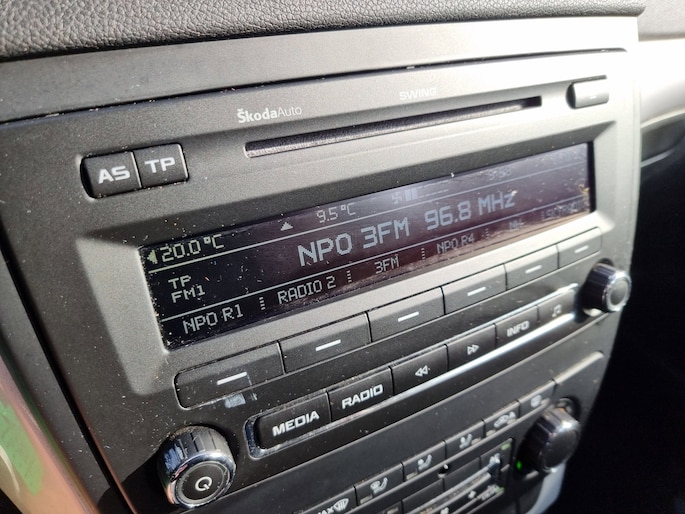 ŠkodaAuto
SWING
AS TP
20.0 °C 9.5 °C
NPO 3FM 96.8 MHz
TP
FM1
NPO R1 RADIO 2 3FM NPO R4
MEDIA RADIO INFO
MAX